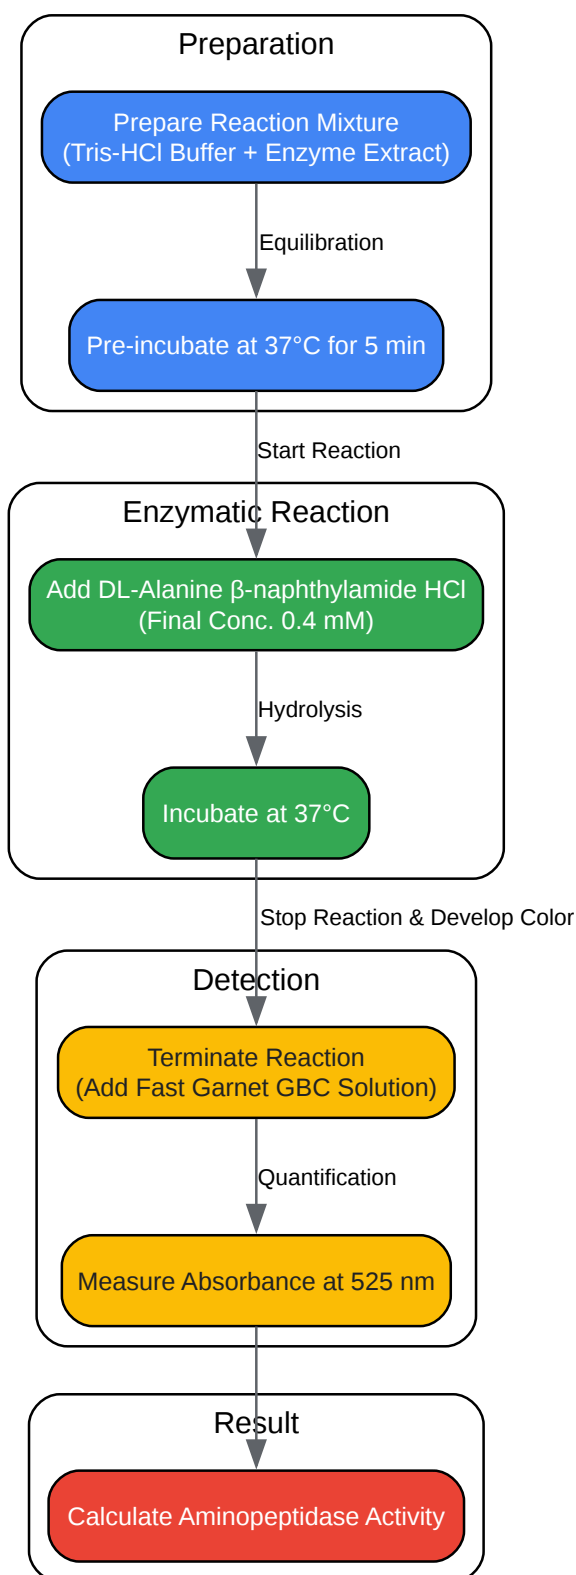 Preparation
Prepare Reaction Mixture
(Tris-HCl Buffer + Enzyme Extract)
Equilibration
Pre-incubate at 37°C for 5 min
Start Reaction
Enzymatic Reaction
Add DL-Alanine β-naphthylamide HCl
(Final Conc. 0.4 mM)
Hydrolysis
Incubate at 37°C
Stop Reaction & Develop Color
Detection
Terminate Reaction
(Add Fast Garnet GBC Solution)
Quantification
Measure Absorbance at 525 nm
Result
Calculate Aminopeptidase Activity